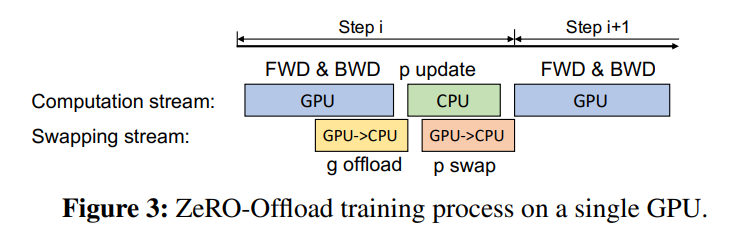 Step i Step i+1
FWD & BWD p update FWD & BWD
Computation stream: GPU CPU GPU
Swapping stream: GPU->CPU GPU->CPU
g offload p swap
Figure 3: ZeRO-Offload training process on a single GPU.